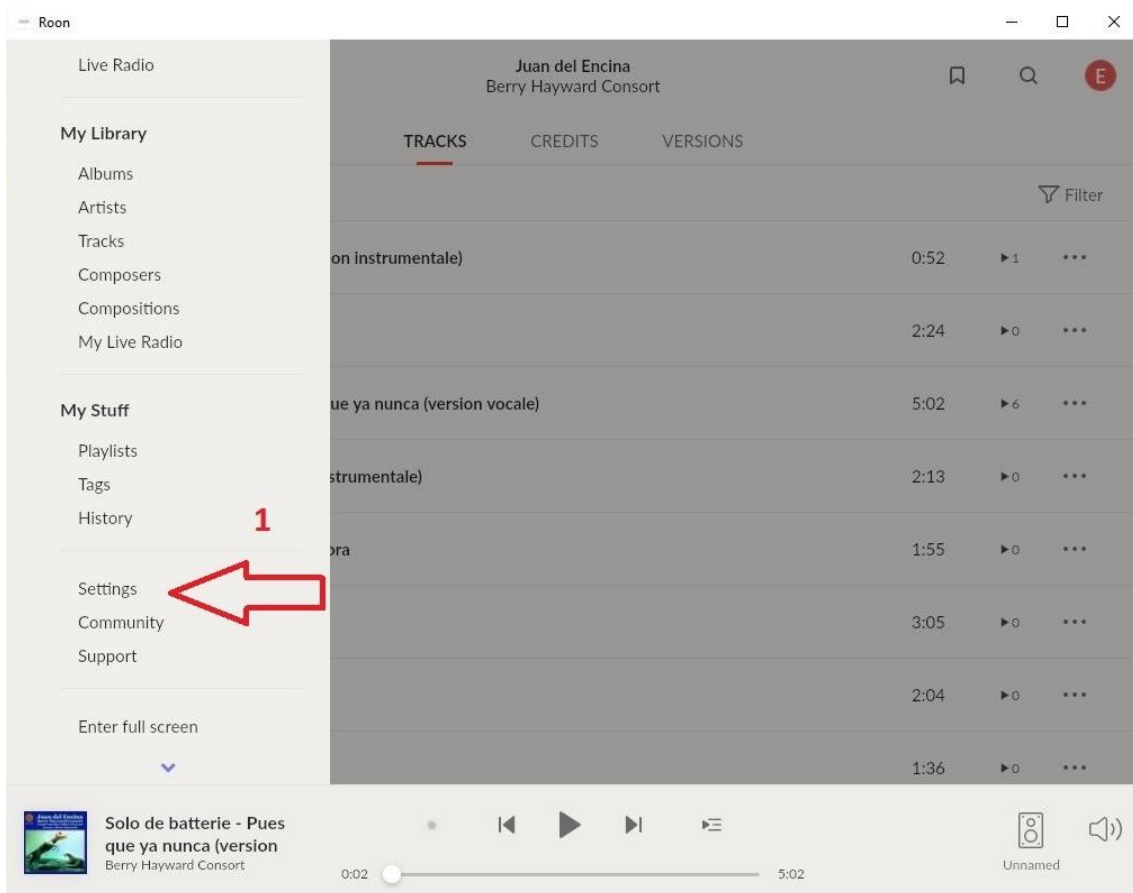 Roon
Live Radio
My Library
Albums
Artists
Tracks
Composers
Compositions
My Live Radio
My Stuff
Playlists
Tags
History
1
Settings
Community
Support
Enter full screen
Juan del Encina
Berry Hayward Consort
E
TRACKS CREDITS VERSIONS
Filter
on instrumentale) 0:52 1
2:24 0
ue ya nunca (version vocale) 5:02 6
strumentale) 2:13 0
ora 1:55 0
3:05 0
2:04 0
1:36 0
Juan del Encina
Solo de batterie - Pues
que ya nunca (version
Berry Hayward Consort
0:02 5:02
Unnamed